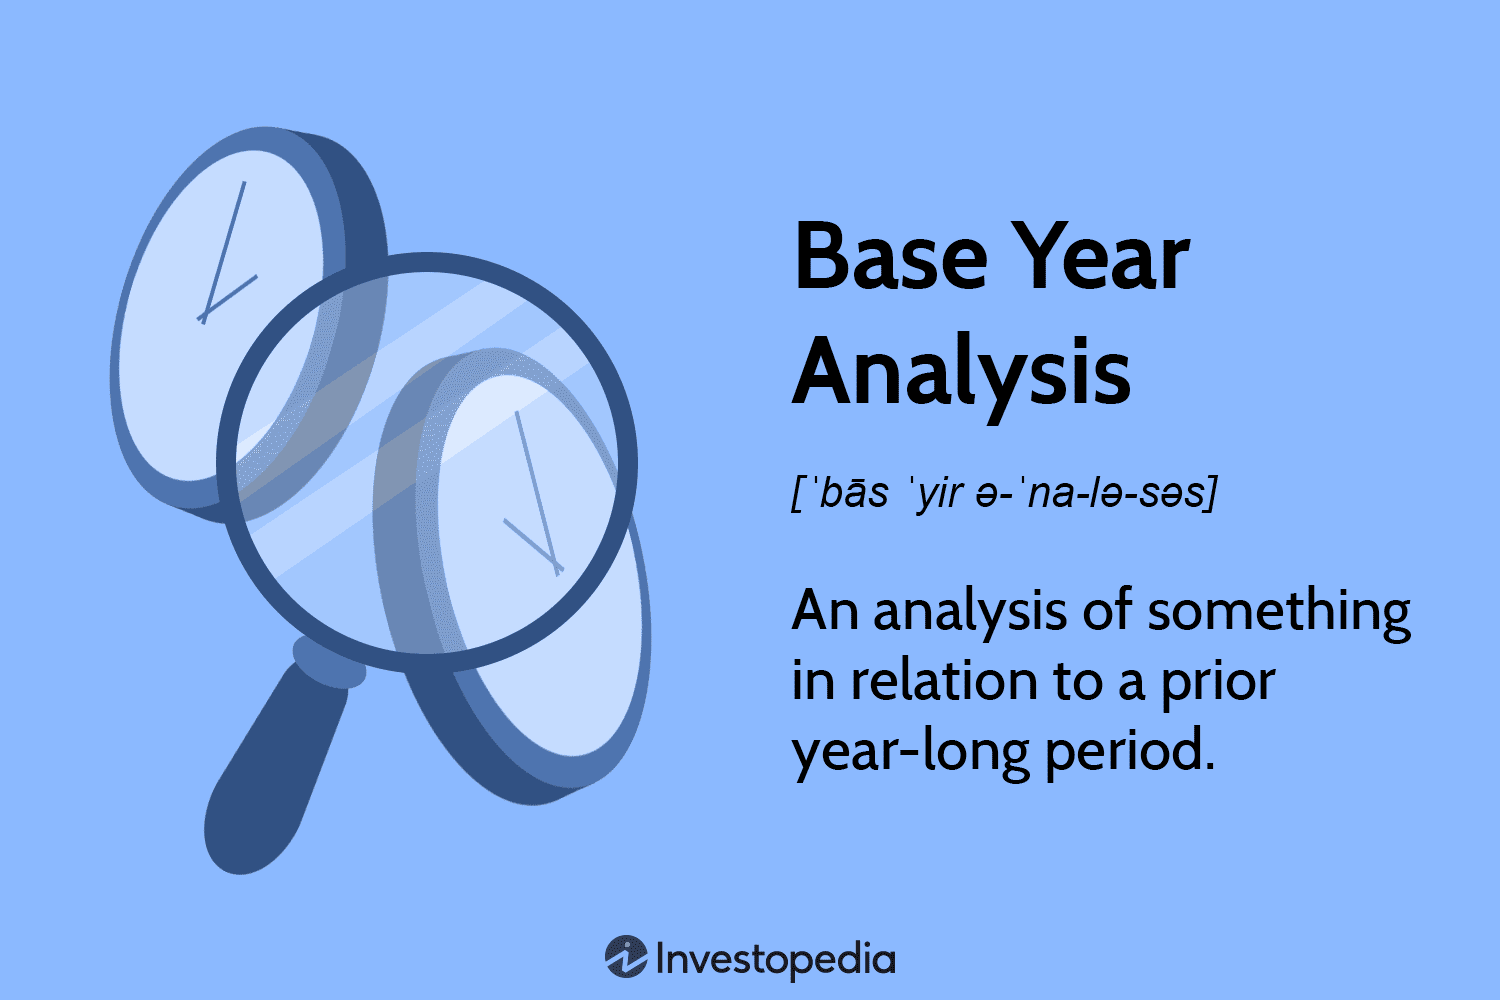 Base Year
Analysis
[ˈbās ˈyir ə-ˈna-lə-səs]
An analysis of something
in relation to a prior
year-long period.
Investopedia